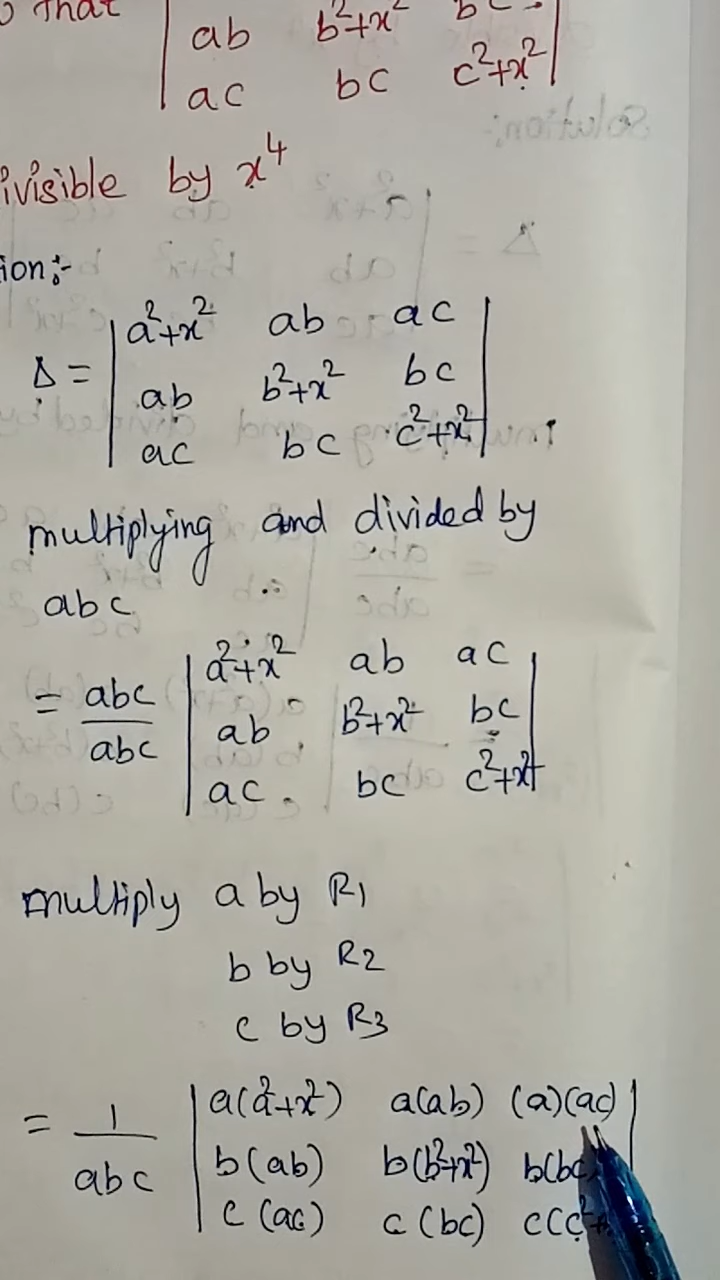 that
ab b²+x² bc
ac bc c²+x²
ivisible by x⁴
ion:-
Δ = | a²+x² ab ac |
| ab b²+x² bc |
| ac bc c²+x² |
multiplying and divided by
abc
= abc/abc | a²+x² ab ac |
| ab b²+x² bc |
| ac bc c²+x² |
multiply a by R1
b by R2
c by R3
= 1/abc | a(a²+x²) a(ab) (a)(ac) |
| b(ab) b(b²+x²) b(bc |
| c(ac) c(bc) c(c²+